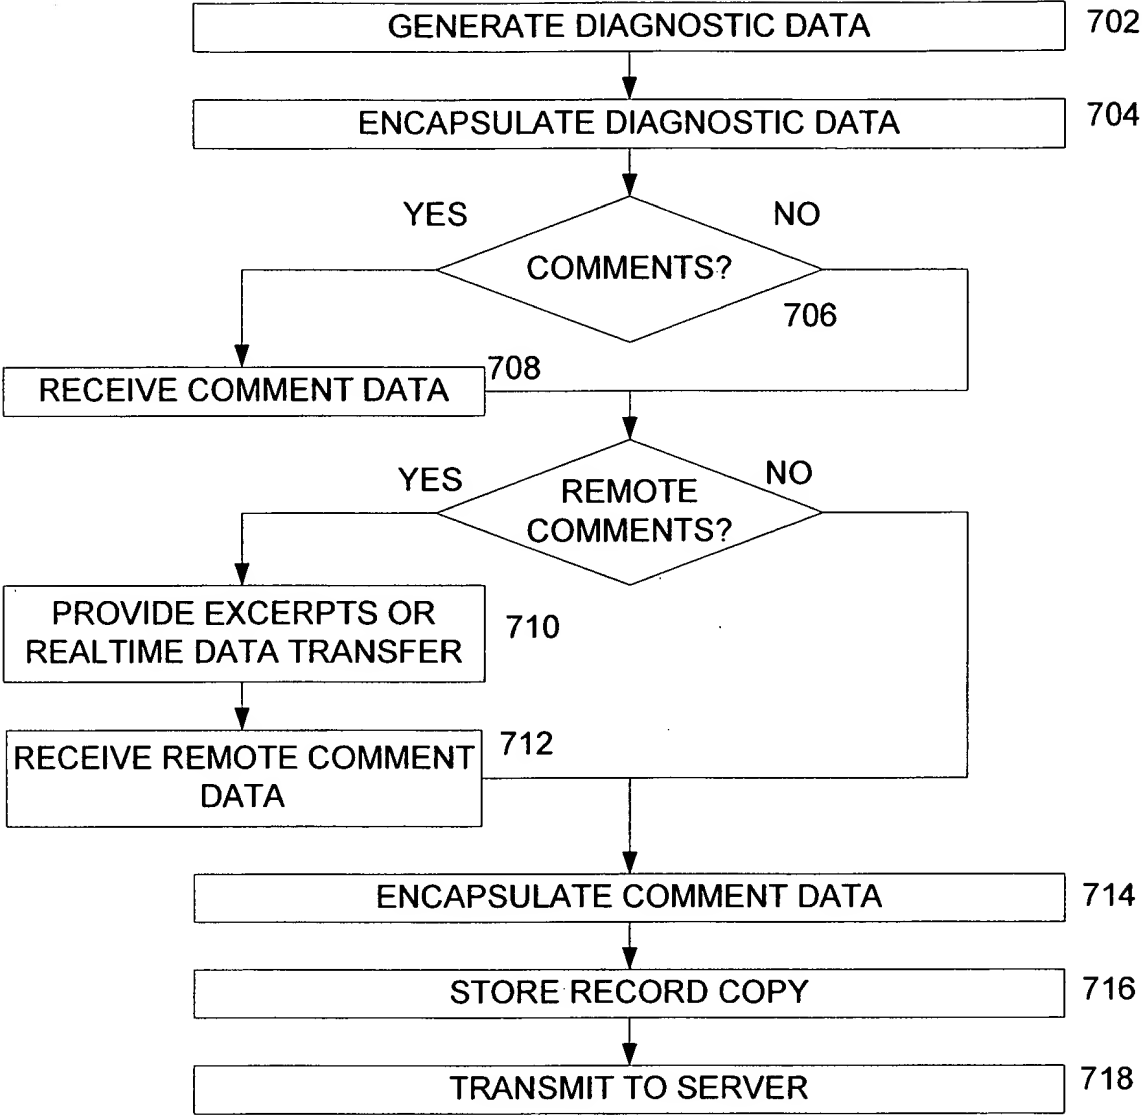 GENERATE DIAGNOSTIC DATA
702
ENCAPSULATE DIAGNOSTIC DATA
704
YES
NO
COMMENTS?
706
RECEIVE COMMENT DATA
708
YES
NO
REMOTE
COMMENTS?
PROVIDE EXCERPTS OR
REALTIME DATA TRANSFER
710
RECEIVE REMOTE COMMENT
DATA
712
ENCAPSULATE COMMENT DATA
714
STORE RECORD COPY
716
TRANSMIT TO SERVER
718